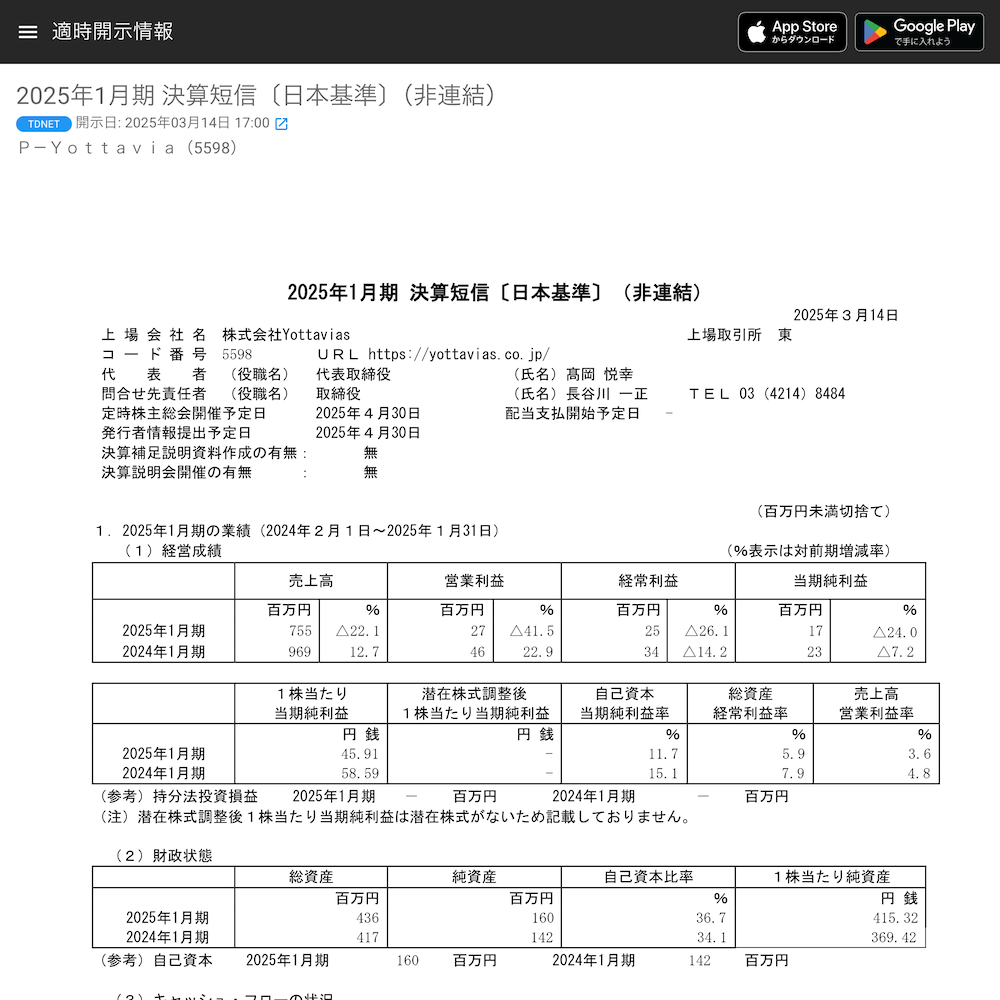 適時開示情報
App Store
からダウンロード
Google Play
で手に入れよう
2025年1月期 決算短信〔日本基準〕（非連結）
TDNET 開示日: 2025年03月14日 17:00
Ｐ－Ｙｏｔｔａｖｉａ（5598）
2025年1月期 決算短信〔日本基準〕（非連結）
2025年３月14日
上場会社名 株式会社Yottavias 上場取引所 東
コード番号 5598 ＵＲＬ https://yottavias.co.jp/
代表者 （役職名） 代表取締役 （氏名）髙岡 悦幸
問合せ先責任者 （役職名） 取締役 （氏名）長谷川 一正 ＴＥＬ 03（4214）8484
定時株主総会開催予定日 2025年４月30日 配当支払開始予定日 －
発行者情報提出予定日 2025年４月30日
決算補足説明資料作成の有無： 無
決算説明会開催の有無 ： 無
（百万円未満切捨て）
１．2025年1月期の業績（2024年２月１日～2025年１月31日）
（１）経営成績 （％表示は対前期増減率）
売上高 営業利益 経常利益 当期純利益
百万円 % 百万円 % 百万円 % 百万円 %
2025年1月期 755 △22.1 27 △41.5 25 △26.1 17 △24.0
2024年1月期 969 12.7 46 22.9 34 △14.2 23 △7.2
１株当たり 潜在株式調整後 自己資本 総資産 売上高
当期純利益 １株当たり当期純利益 当期純利益率 経常利益率 営業利益率
円 銭 円 銭 % % %
2025年1月期 45.91 － 11.7 5.9 3.6
2024年1月期 58.59 － 15.1 7.9 4.8
（参考）持分法投資損益 2025年1月期 － 百万円 2024年1月期 － 百万円
（注）潜在株式調整後１株当たり当期純利益は潜在株式がないため記載しておりません。
（２）財政状態
総資産 純資産 自己資本比率 １株当たり純資産
百万円 百万円 % 円 銭
2025年1月期 436 160 36.7 415.32
2024年1月期 417 142 34.1 369.42
（参考）自己資本 2025年1月期 160 百万円 2024年1月期 142 百万円
（３）キャッシュ・フローの状況